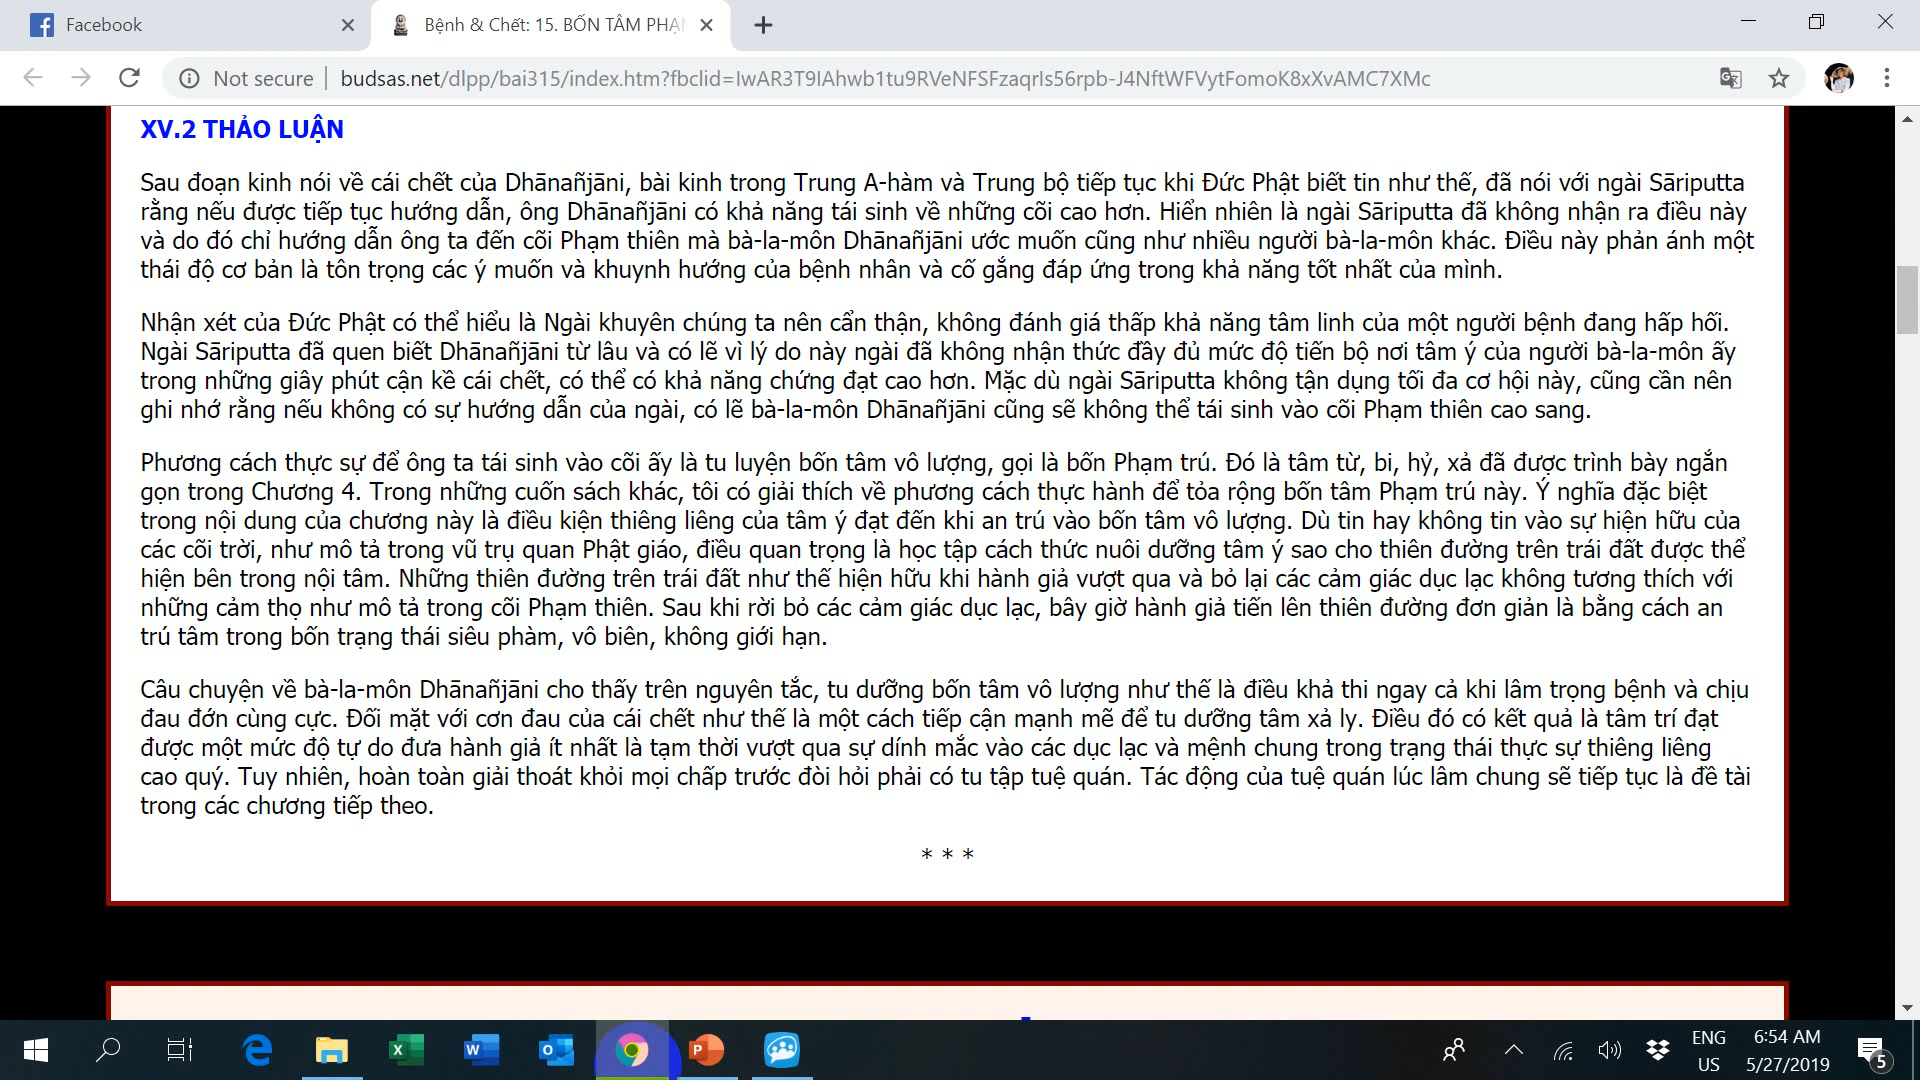 Facebook
Bệnh & Chết: 15. BỐN TÂM PHẠ
Not secure
budsas.net/dlpp/bai315/index.htm?fbclid=IwAR3T9IAhwb1tu9RVeNFSFzaqrIs56rpb-J4NftWFVytFomoK8xXvAMC7XMc
XV.2 THẢO LUẬN
Sau đoạn kinh nói về cái chết của Dhānañjāni, bài kinh trong Trung A-hàm và Trung bộ tiếp tục khi Đức Phật biết tin như thế, đã nói với ngài Sāriputta
rằng nếu được tiếp tục hướng dẫn, ông Dhānañjāni có khả năng tái sinh về những cõi cao hơn. Hiển nhiên là ngài Sāriputta đã không nhận ra điều này
và do đó chỉ hướng dẫn ông ta đến cõi Phạm thiên mà bà-la-môn Dhānañjāni ước muốn cũng như nhiều người bà-la-môn khác. Điều này phản ánh một
thái độ cơ bản là tôn trọng các ý muốn và khuynh hướng của bệnh nhân và cố gắng đáp ứng trong khả năng tốt nhất của mình.
Nhận xét của Đức Phật có thể hiểu là Ngài khuyên chúng ta nên cẩn thận, không đánh giá thấp khả năng tâm linh của một người bệnh đang hấp hối.
Ngài Sāriputta đã quen biết Dhānañjāni từ lâu và có lẽ vì lý do này ngài đã không nhận thức đầy đủ mức độ tiến bộ nơi tâm ý của người bà-la-môn ấy
trong những giây phút cận kề cái chết, có thể có khả năng chứng đạt cao hơn. Mặc dù ngài Sāriputta không tận dụng tối đa cơ hội này, cũng cần nên
ghi nhớ rằng nếu không có sự hướng dẫn của ngài, có lẽ bà-la-môn Dhānañjāni cũng sẽ không thể tái sinh vào cõi Phạm thiên cao sang.
Phương cách thực sự để ông ta tái sinh vào cõi ấy là tu luyện bốn tâm vô lượng, gọi là bốn Phạm trú. Đó là tâm từ, bi, hỷ, xả đã được trình bày ngắn
gọn trong Chương 4. Trong những cuốn sách khác, tôi có giải thích về phương cách thực hành để tỏa rộng bốn tâm Phạm trú này. Ý nghĩa đặc biệt
trong nội dung của chương này là điều kiện thiêng liêng của tâm ý đạt đến khi an trú vào bốn tâm vô lượng. Dù tin hay không tin vào sự hiện hữu của
các cõi trời, như mô tả trong vũ trụ quan Phật giáo, điều quan trọng là học tập cách thức nuôi dưỡng tâm ý sao cho thiên đường trên trái đất được thể
hiện bên trong nội tâm. Những thiên đường trên trái đất như thế hiện hữu khi hành giả vượt qua và bỏ lại các cảm giác dục lạc không tương thích với
những cảm thọ như mô tả trong cõi Phạm thiên. Sau khi rời bỏ các cảm giác dục lạc, bây giờ hành giả tiến lên thiên đường đơn giản là bằng cách an
trú tâm trong bốn trạng thái siêu phàm, vô biên, không giới hạn.
Câu chuyện về bà-la-môn Dhānañjāni cho thấy trên nguyên tắc, tu dưỡng bốn tâm vô lượng như thế là điều khả thi ngay cả khi lâm trọng bệnh và chịu
đau đớn cùng cực. Đối mặt với cơn đau của cái chết như thế là một cách tiếp cận mạnh mẽ để tu dưỡng tâm xả ly. Điều đó có kết quả là tâm trí đạt
được một mức độ tự do đưa hành giả ít nhất là tạm thời vượt qua sự dính mắc vào các dục lạc và mệnh chung trong trạng thái thực sự thiêng liêng
cao quý. Tuy nhiên, hoàn toàn giải thoát khỏi mọi chấp trước đòi hỏi phải có tu tập tuệ quán. Tác động của tuệ quán lúc lâm chung sẽ tiếp tục là đề tài
trong các chương tiếp theo.
* * *
ENG
US
6:54 AM
5/27/2019
5